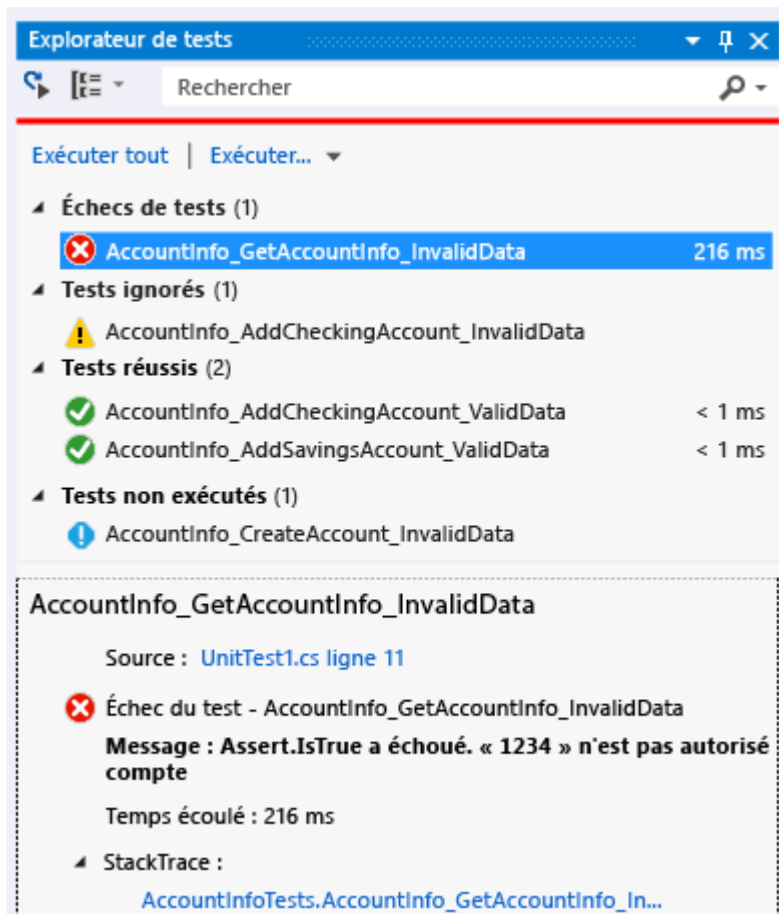 Explorateur de tests
Rechercher
Exécuter tout | Exécuter...
Échecs de tests (1)
AccountInfo_GetAccountInfo_InvalidData 216 ms
Tests ignorés (1)
AccountInfo_AddCheckingAccount_InvalidData
Tests réussis (2)
AccountInfo_AddCheckingAccount_ValidData < 1 ms
AccountInfo_AddSavingsAccount_ValidData < 1 ms
Tests non exécutés (1)
AccountInfo_CreateAccount_InvalidData
AccountInfo_GetAccountInfo_InvalidData
Source : UnitTest1.cs ligne 11
Échec du test - AccountInfo_GetAccountInfo_InvalidData
Message : Assert.IsTrue a échoué. « 1234 » n'est pas autorisé
compte
Temps écoulé : 216 ms
StackTrace :
AccountInfoTests.AccountInfo_GetAccountInfo_In...